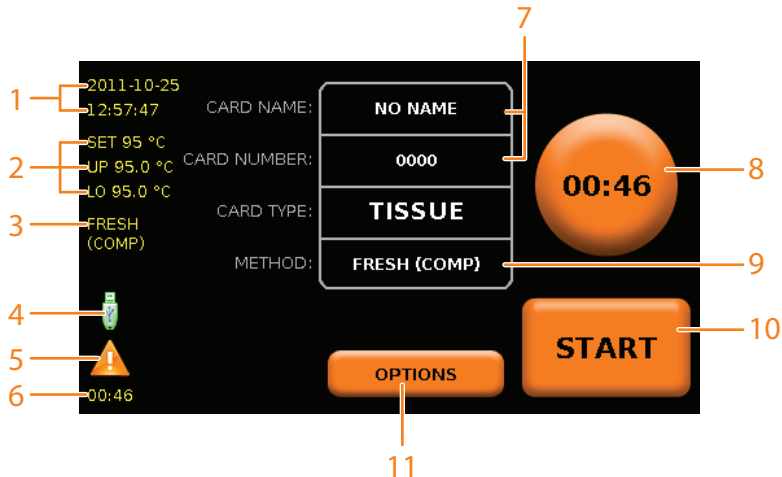 7
1
2011-10-25
12:57:47
CARD NAME:
NO NAME
2
SET 95 °C
UP 95.0 °C
LO 95.0 °C
CARD NUMBER:
0000
00:46
8
3
FRESH
(COMP)
CARD TYPE:
TISSUE
METHOD:
FRESH (COMP)
9
4
5
START
10
6
00:46
OPTIONS
11